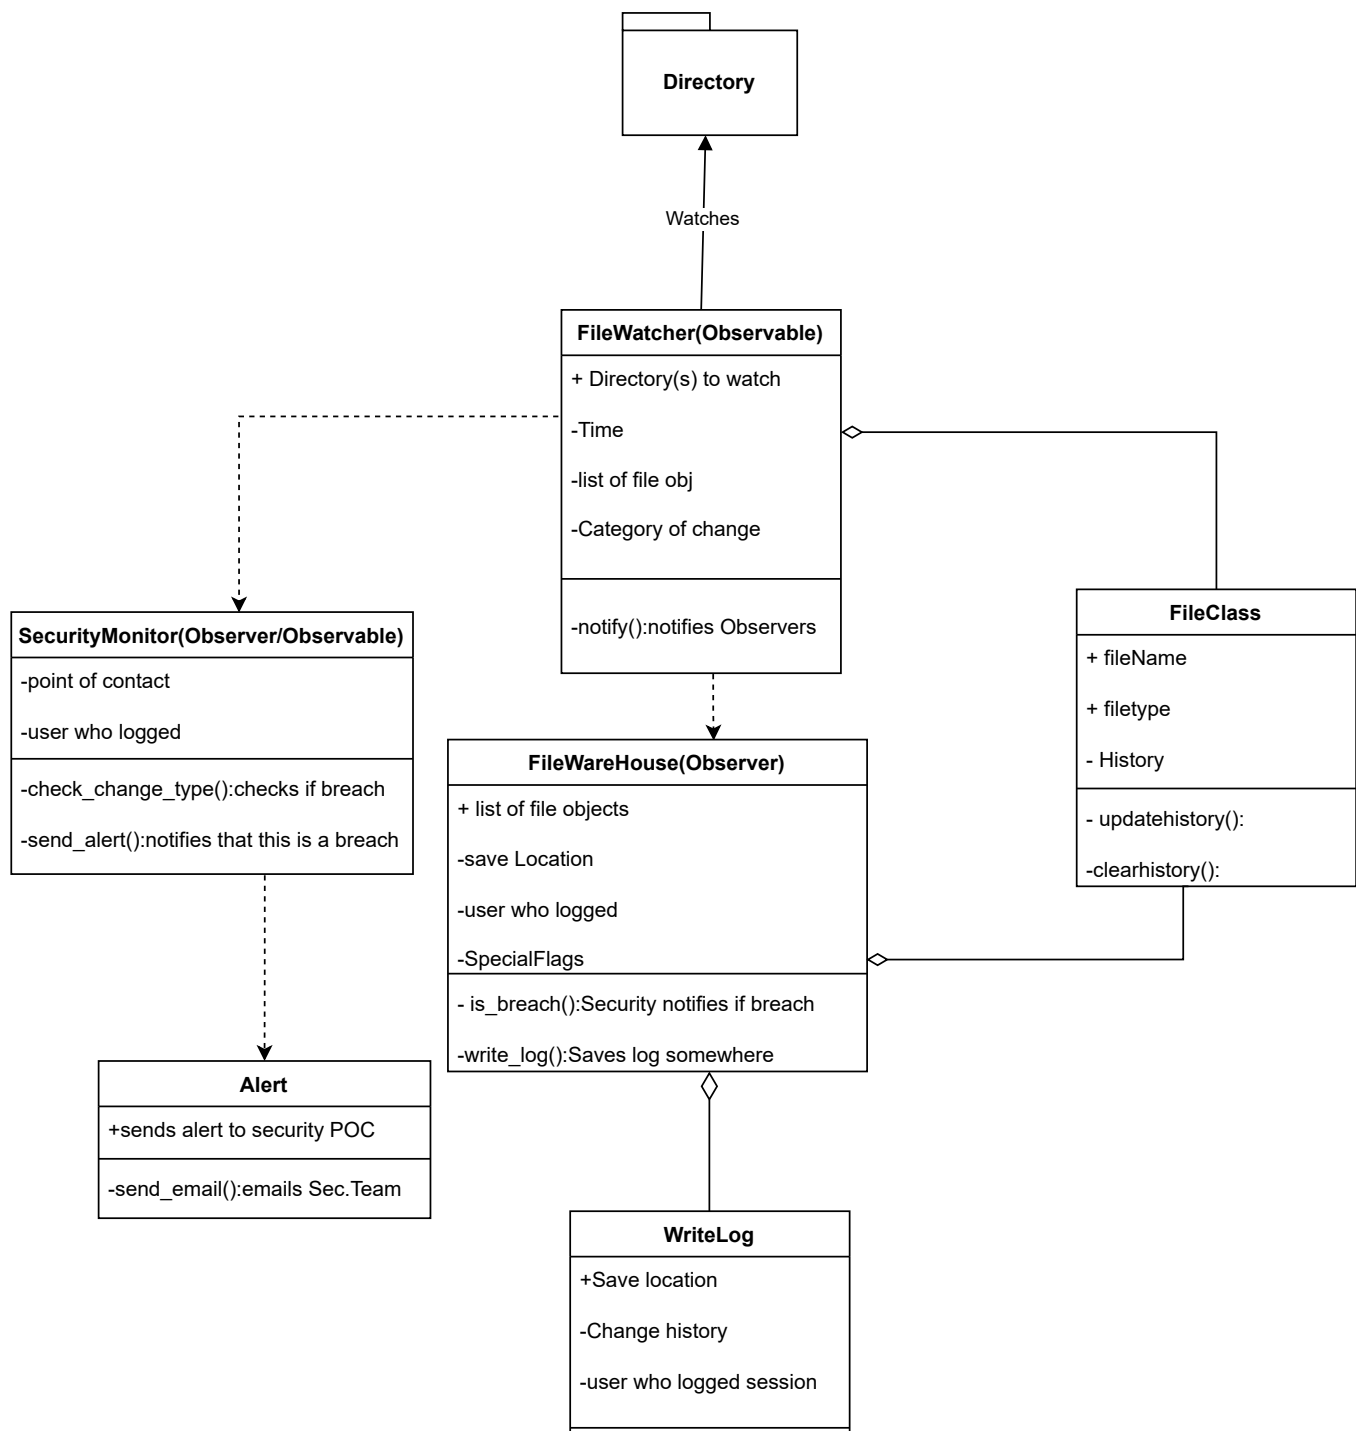 Directory
Watches
FileWatcher(Observable)
+ Directory(s) to watch
-Time
-list of file obj
-Category of change
-notify():notifies Observers
SecurityMonitor(Observer/Observable)
-point of contact
-user who logged
-check_change_type():checks if breach
-send_alert():notifies that this is a breach
FileClass
+ fileName
+ filetype
- History
- updatehistory():
-clearhistory():
FileWareHouse(Observer)
+ list of file objects
-save Location
-user who logged
-SpecialFlags
- is_breach():Security notifies if breach
-write_log():Saves log somewhere
Alert
+sends alert to security POC
-send_email():emails Sec.Team
WriteLog
+Save location
-Change history
-user who logged session